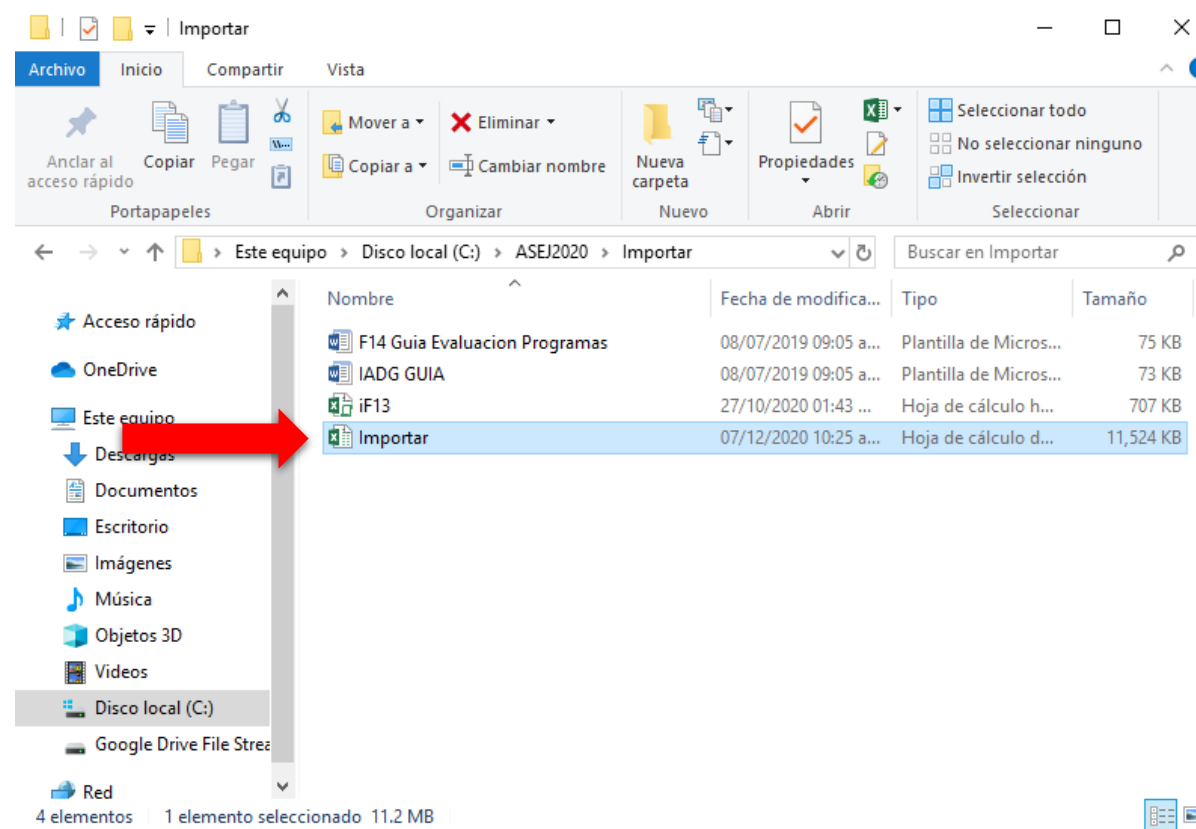 Importar
Archivo Inicio Compartir Vista
Anclar al acceso rápido
Copiar
Pegar
Portapapeles
Mover a
Copiar a
Eliminar
Cambiar nombre
Organizar
Nueva carpeta
Nuevo
Propiedades
Abrir
Seleccionar todo
No seleccionar ninguno
Invertir selección
Seleccionar
Este equipo > Disco local (C:) > ASEJ2020 > Importar
Buscar en Importar
Acceso rápido
OneDrive
Este equipo
Descargas
Documentos
Escritorio
Imágenes
Música
Objetos 3D
Videos
Disco local (C:)
Google Drive File Strea
Red
Nombre Fecha de modifica... Tipo Tamaño
F14 Guia Evaluacion Programas 08/07/2019 09:05 a... Plantilla de Micros... 75 KB
IADG GUIA 08/07/2019 09:05 a... Plantilla de Micros... 73 KB
iF13 27/10/2020 01:43 ... Hoja de cálculo h... 707 KB
Importar 07/12/2020 10:25 a... Hoja de cálculo d... 11,524 KB
4 elementos 1 elemento seleccionado 11.2 MB